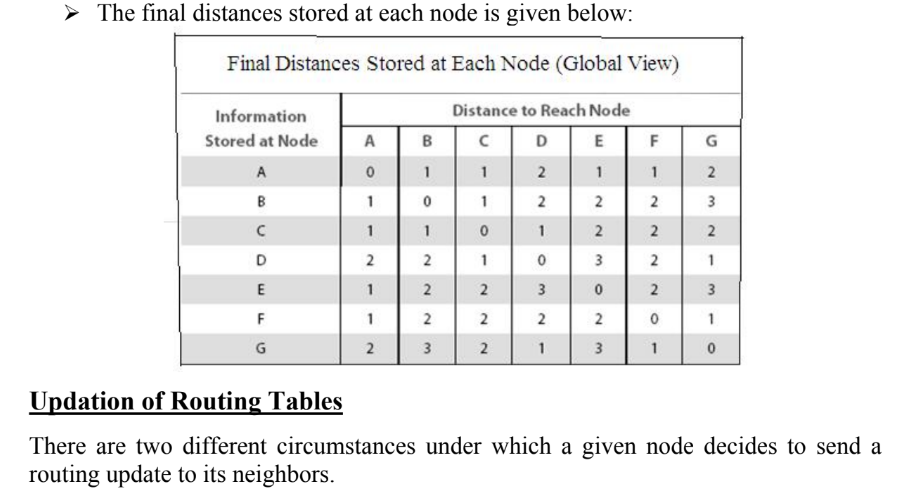 ➢ The final distances stored at each node is given below:
Final Distances Stored at Each Node (Global View)
Information Stored at Node
Distance to Reach Node
A B C D E F G
A 0 1 1 2 1 1 2
B 1 0 1 2 2 2 3
C 1 1 0 1 2 2 2
D 2 2 1 0 3 2 1
E 1 2 2 3 0 2 3
F 1 2 2 2 2 0 1
G 2 3 2 1 3 1 0
Updation of Routing Tables
There are two different circumstances under which a given node decides to send a
routing update to its neighbors.